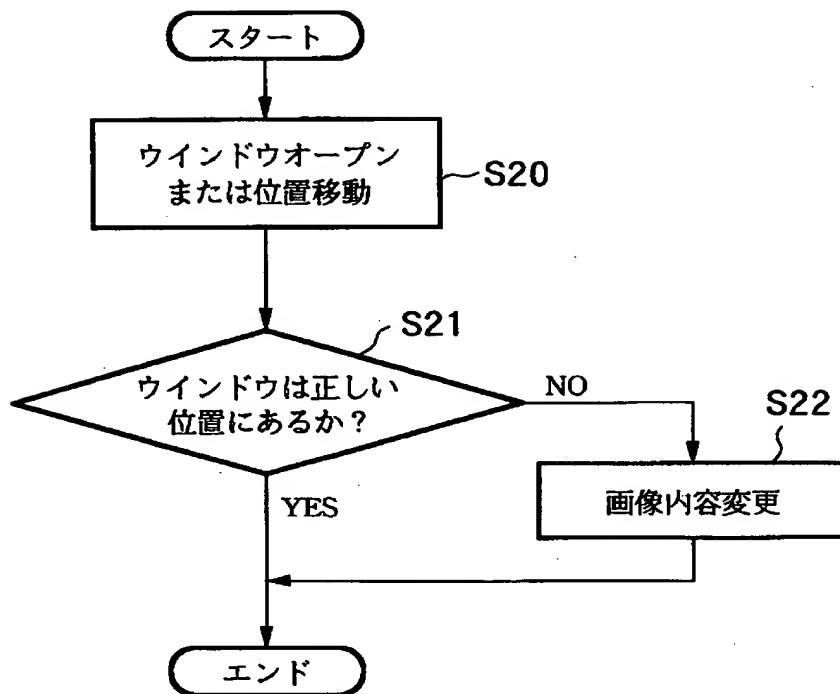 スタート
ウインドウオープン
または位置移動
S20
S21
ウインドウは正しい
位置にあるか？
NO
S22
画像内容変更
YES
エンド